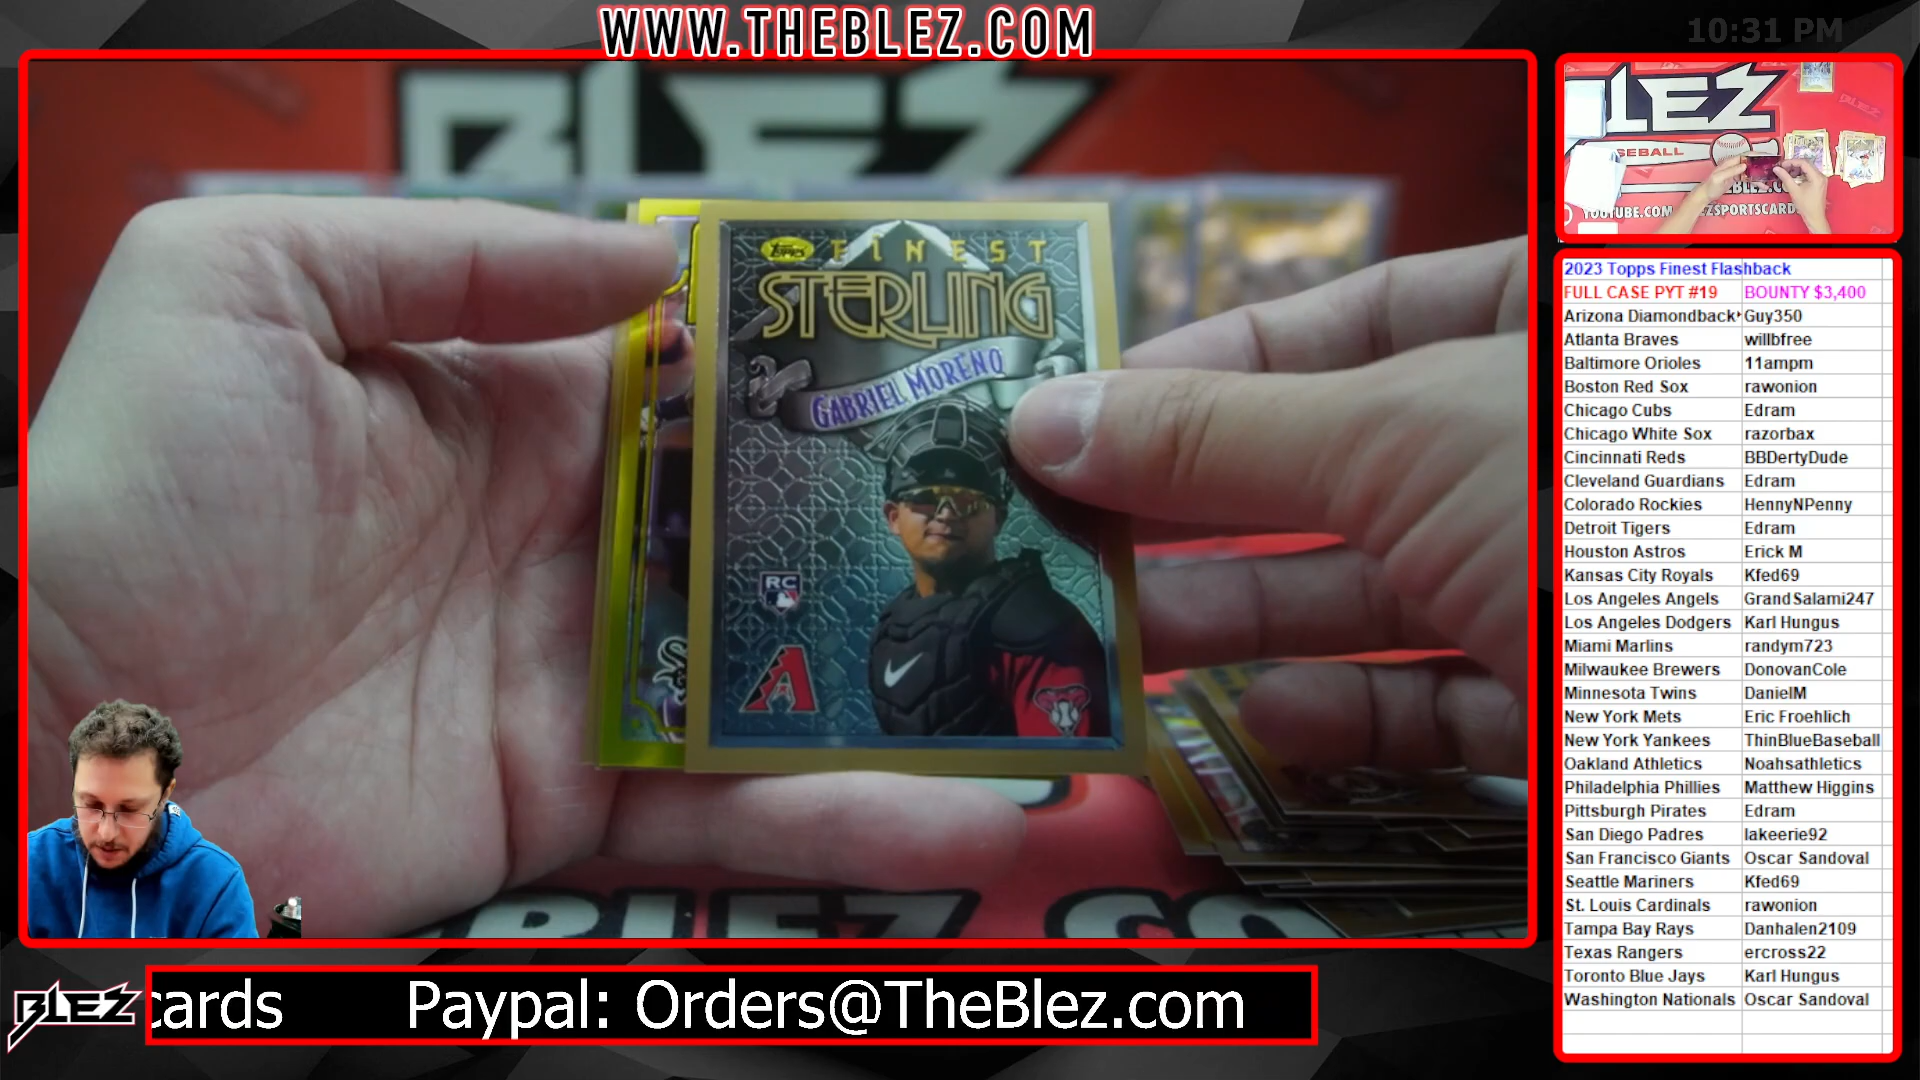 WWW.THEBLEZ.COM
10:31 PM
BLEZ
FINEST
STERLING
GABRIEL MORENO
RC
A
LEZ
SEBALL
YOUTUBE.COM
2023 Topps Finest Flashback
FULL CASE PYT #19 BOUNTY $3,400
Arizona Diamondback Guy350
Atlanta Braves willbfree
Baltimore Orioles 11ampm
Boston Red Sox rawonion
Chicago Cubs Edram
Chicago White Sox razorbax
Cincinnati Reds BBDertyDude
Cleveland Guardians Edram
Colorado Rockies HennyNPenny
Detroit Tigers Edram
Houston Astros Erick M
Kansas City Royals Kfed69
Los Angeles Angels GrandSalami247
Los Angeles Dodgers Karl Hungus
Miami Marlins randym723
Milwaukee Brewers DonovanCole
Minnesota Twins DanielM
New York Mets Eric Froehlich
New York Yankees ThinBlueBaseball
Oakland Athletics Noahsathletics
Philadelphia Phillies Matthew Higgins
Pittsburgh Pirates Edram
San Diego Padres lakeerie92
San Francisco Giants Oscar Sandoval
Seattle Mariners Kfed69
St. Louis Cardinals rawonion
Tampa Bay Rays Danhalen2109
Texas Rangers ercross22
Toronto Blue Jays Karl Hungus
Washington Nationals Oscar Sandoval
BLEZ
cards Paypal: Orders@TheBlez.com